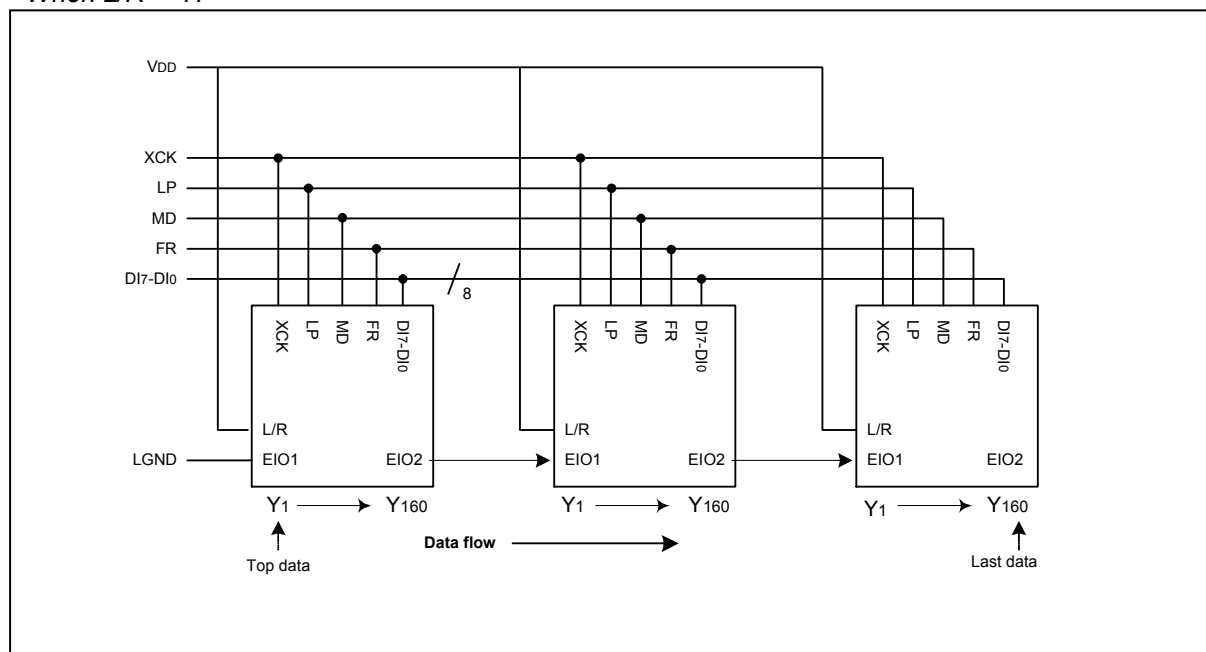 VDD
XCK
LP
MD
FR
DI7-DI0
8
XCK LP MD FR DI7-DI0
XCK LP MD FR DI7-DI0
XCK LP MD FR DI7-DI0
L/R
L/R
L/R
LGND
EIO1 EIO2
EIO1 EIO2
EIO1 EIO2
Y1 Y160
Y1 Y160
Y1 Y160
Data flow
Top data
Last data